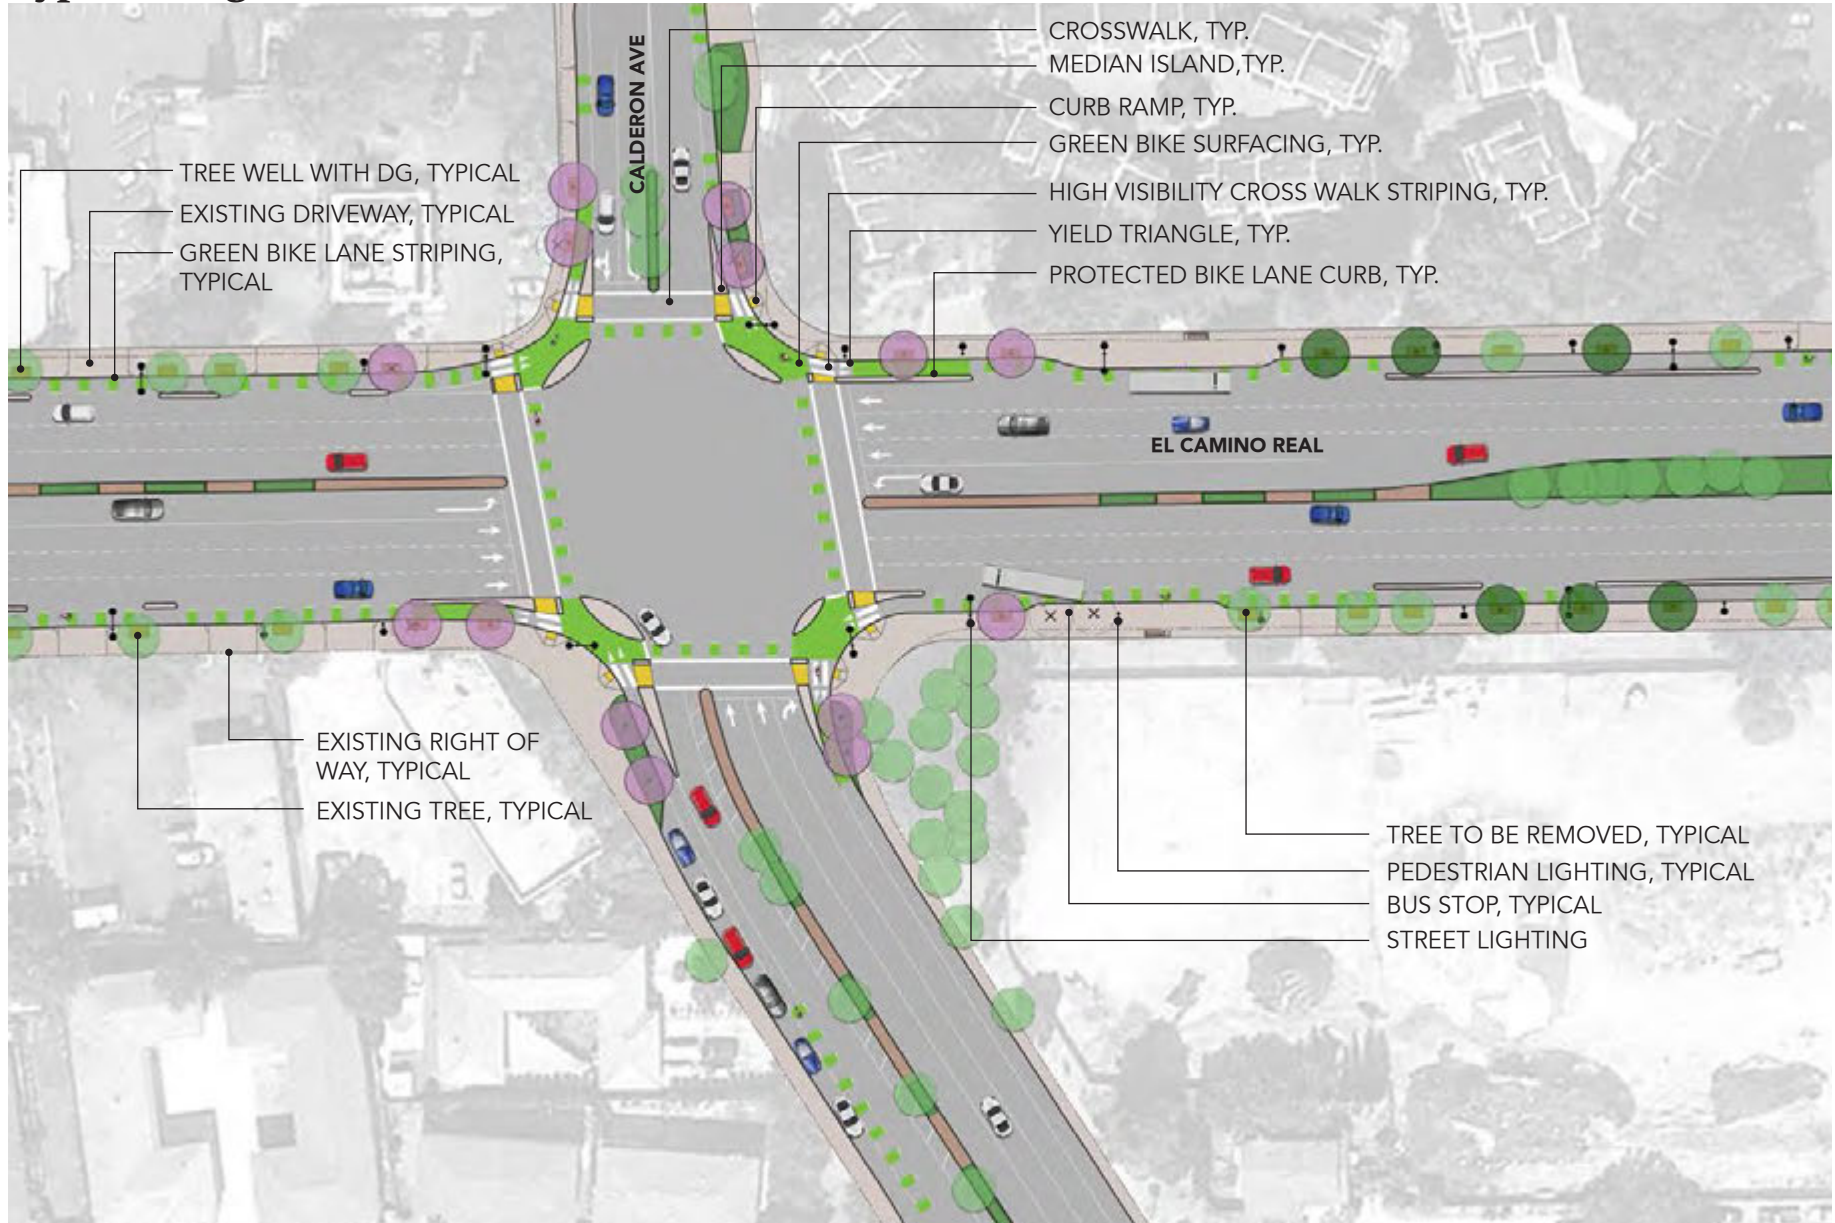 CROSSWALK, TYP.
MEDIAN ISLAND,TYP.
CURB RAMP, TYP.
GREEN BIKE SURFACING, TYP.
HIGH VISIBILITY CROSS WALK STRIPING, TYP.
YIELD TRIANGLE, TYP.
PROTECTED BIKE LANE CURB, TYP.
CALDERON AVE
TREE WELL WITH DG, TYPICAL
EXISTING DRIVEWAY, TYPICAL
GREEN BIKE LANE STRIPING,
TYPICAL
EL CAMINO REAL
EXISTING RIGHT OF
WAY, TYPICAL
EXISTING TREE, TYPICAL
TREE TO BE REMOVED, TYPICAL
PEDESTRIAN LIGHTING, TYPICAL
BUS STOP, TYPICAL
STREET LIGHTING